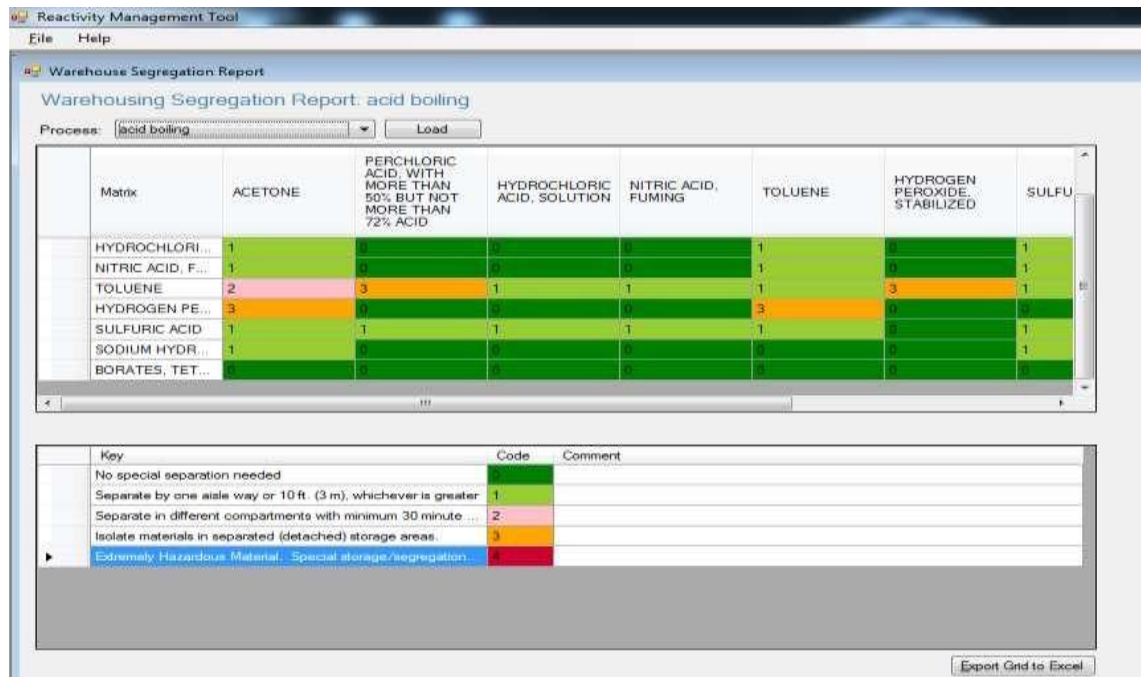 Reactivity Management Tool
File Help
Warehouse Segregation Report
Warehousing Segregation Report: acid boiling
Process: acid boiling Load
Matrix ACETONE PERCHLORIC ACID, WITH MORE THAN 50% BUT NOT MORE THAN 72% ACID HYDROCHLORIC ACID, SOLUTION NITRIC ACID, FUMING TOLUENE HYDROGEN PEROXIDE, STABILIZED SULFU
HYDROCHLORI... 1 0 0 0 1 0 1
NITRIC ACID, F... 1 0 0 0 1 0 1
TOLUENE 2 3 1 1 1 3 1
HYDROGEN PE... 3 0 0 0 3 0 0
SULFURIC ACID 1 1 1 1 1 0 1
SODIUM HYDR... 1 0 0 0 0 0 1
BORATES, TET... 0 0 0 0 0 0 0
Key Code Comment
No special separation needed 0
Separate by one aisle way or 10 ft. (3 m), whichever is greater 1
Separate in different compartments with minimum 30 minute ... 2
Isolate materials in separated (detached) storage areas. 3
Extremely Hazardous Material. Special storage/segregation... 4
Export Grid to Excel